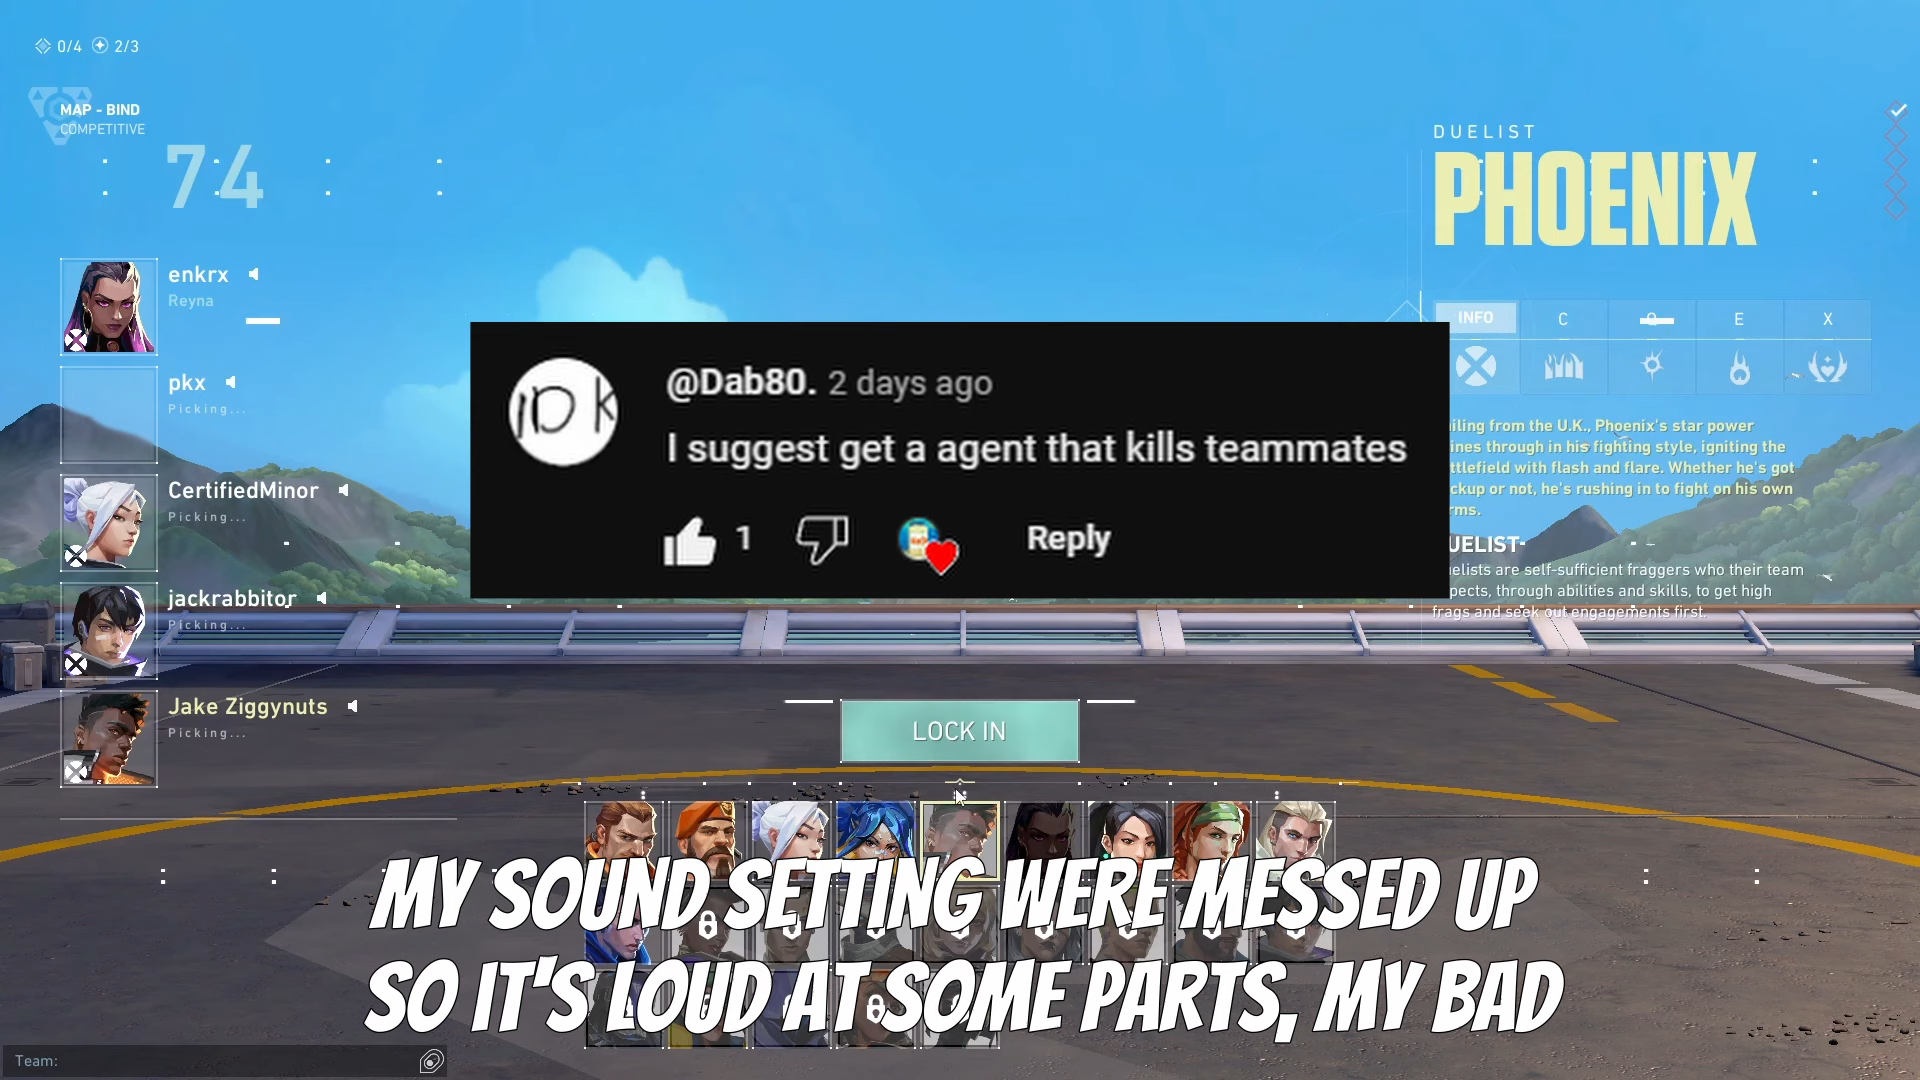 0/4 2/3
MAP - BIND
COMPETITIVE
74
enkrx
Reyna
pkx
Picking...
CertifiedMinor
Picking...
jackrabbitor
Picking...
Jake Ziggynuts
Picking...
@Dab80. 2 days ago
I suggest get a agent that kills teammates
1 Reply
DUELIST
PHOENIX
INFO C Q E X
iling from the U.K., Phoenix's star power
ines through in his fighting style, igniting the
ttlefield with flash and flare. Whether he's got
ckup or not, he's rushing in to fight on his own
rms.
UELIST
uelists are self-sufficient fraggers who their team
pects, through abilities and skills, to get high
frags and seek out engagements first.
LOCK IN
MY SOUND SETTING WERE MESSED UP
SO IT'S LOUD AT SOME PARTS, MY BAD
Team: